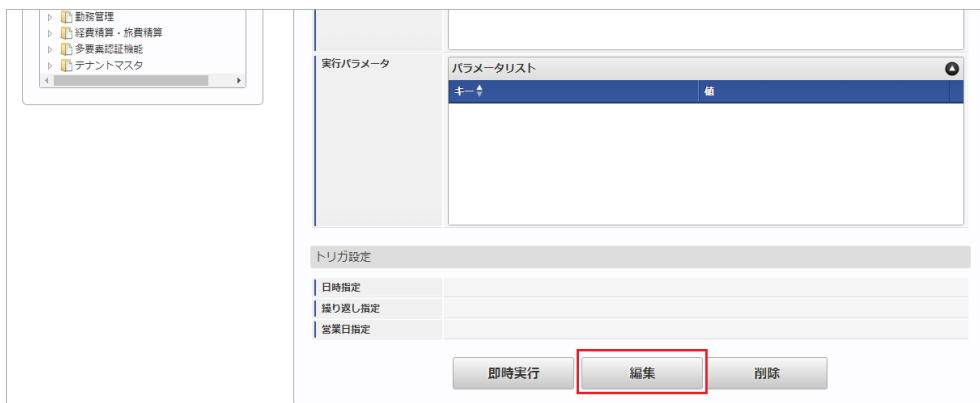 勤務管理
経費精算・旅費精算
多要素認証機能
テナントマスタ
実行パラメータ
パラメータリスト
キー 値
トリガ設定
日時指定
繰り返し指定
営業日指定
即時実行 編集 削除